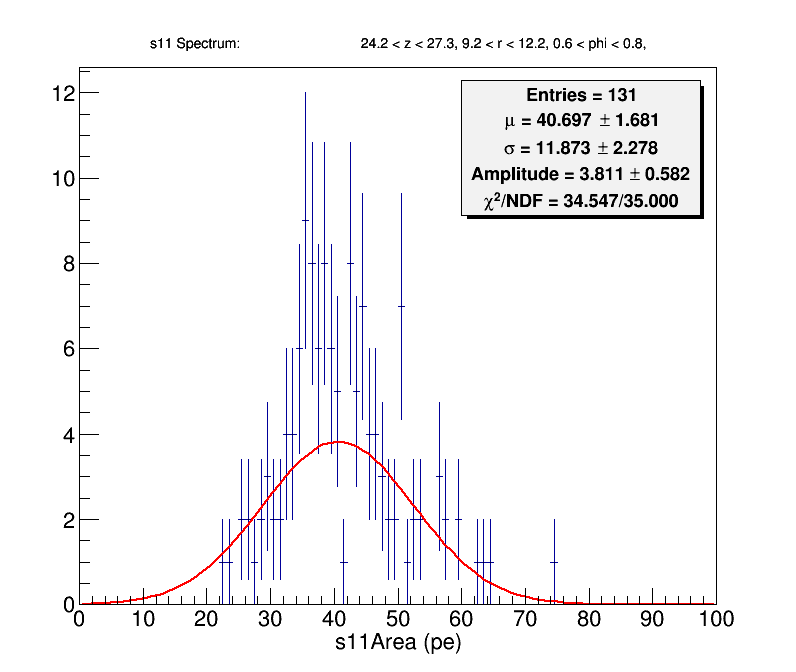 s11 Spectrum: 24.2 < z < 27.3, 9.2 < r < 12.2, 0.6 < phi < 0.8,
Entries = 131
μ = 40.697 ± 1.681
σ = 11.873 ± 2.278
Amplitude = 3.811 ± 0.582
χ²/NDF = 34.547/35.000
12
10
8
6
4
2
0
0 10 20 30 40 50 60 70 80 90 100
s11Area (pe)